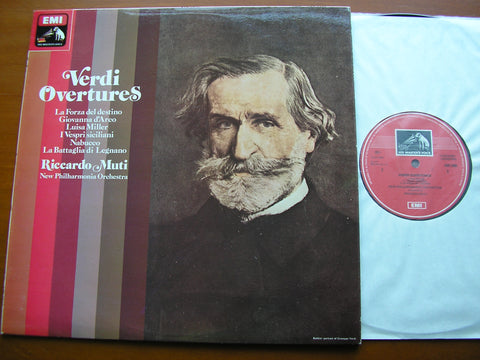 EMI
HIS MASTER'S VOICE
Verdi
Overtures
La Forza del destino
Giovanna d'Arco
Luisa Miller
I Vespri siciliani
Nabucco
La Battaglia di Legnano
Riccardo Muti
New Philharmonia Orchestra
HIS MASTER'S VOICE
EMI